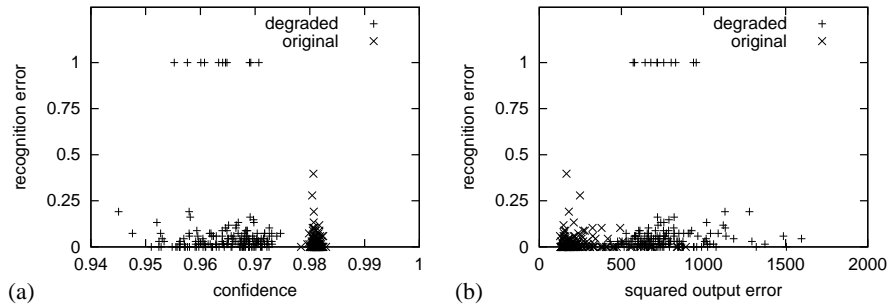 degraded
original
recognition error
1
0.75
0.5
0.25
0
0.94 0.95 0.96 0.97 0.98 0.99 1
confidence
(a)
degraded
original
recognition error
1
0.75
0.5
0.25
0
0 500 1000 1500 2000
squared output error
(b)